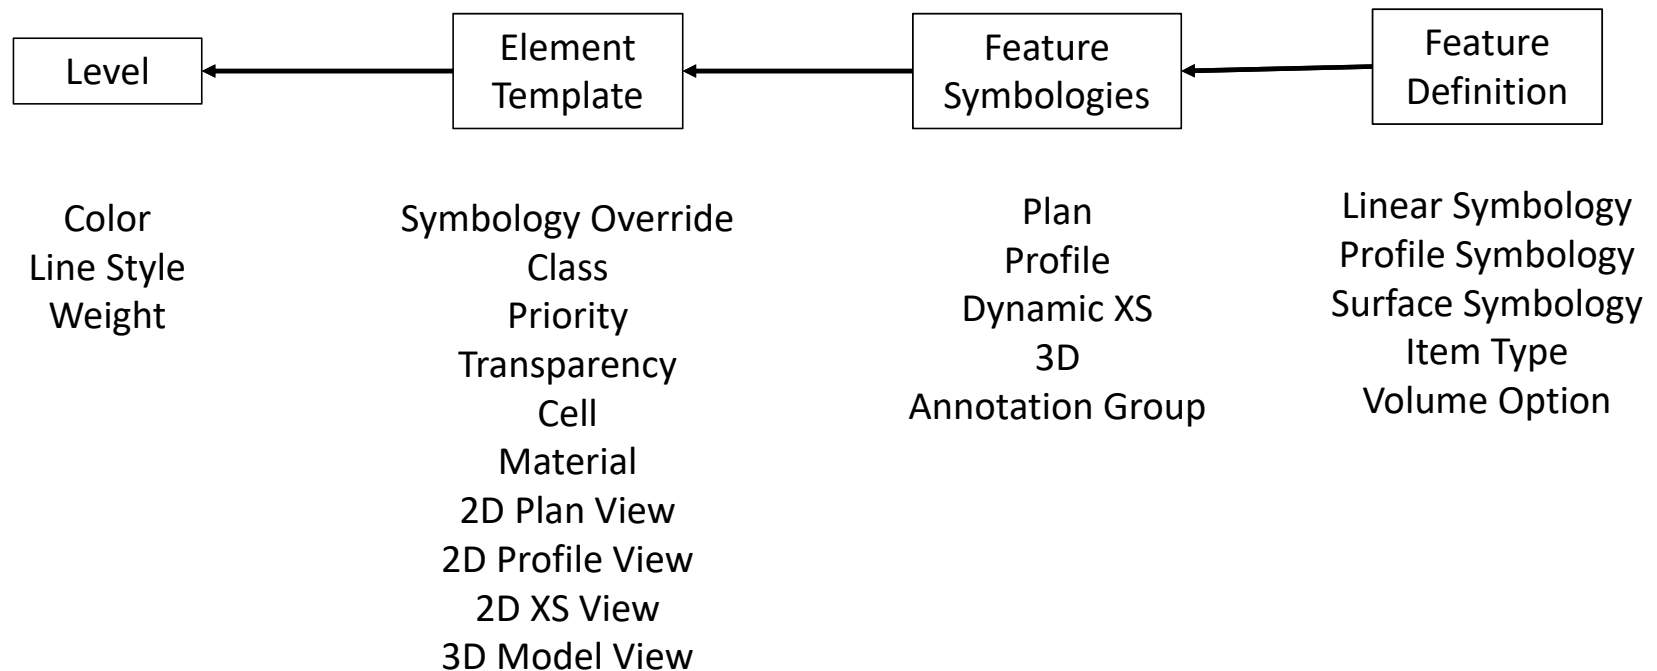 Level
Element
Template
Feature
Symbologies
Feature
Definition
Color
Line Style
Weight
Symbology Override
Class
Priority
Transparency
Cell
Material
2D Plan View
2D Profile View
2D XS View
3D Model View
Plan
Profile
Dynamic XS
3D
Annotation Group
Linear Symbology
Profile Symbology
Surface Symbology
Item Type
Volume Option